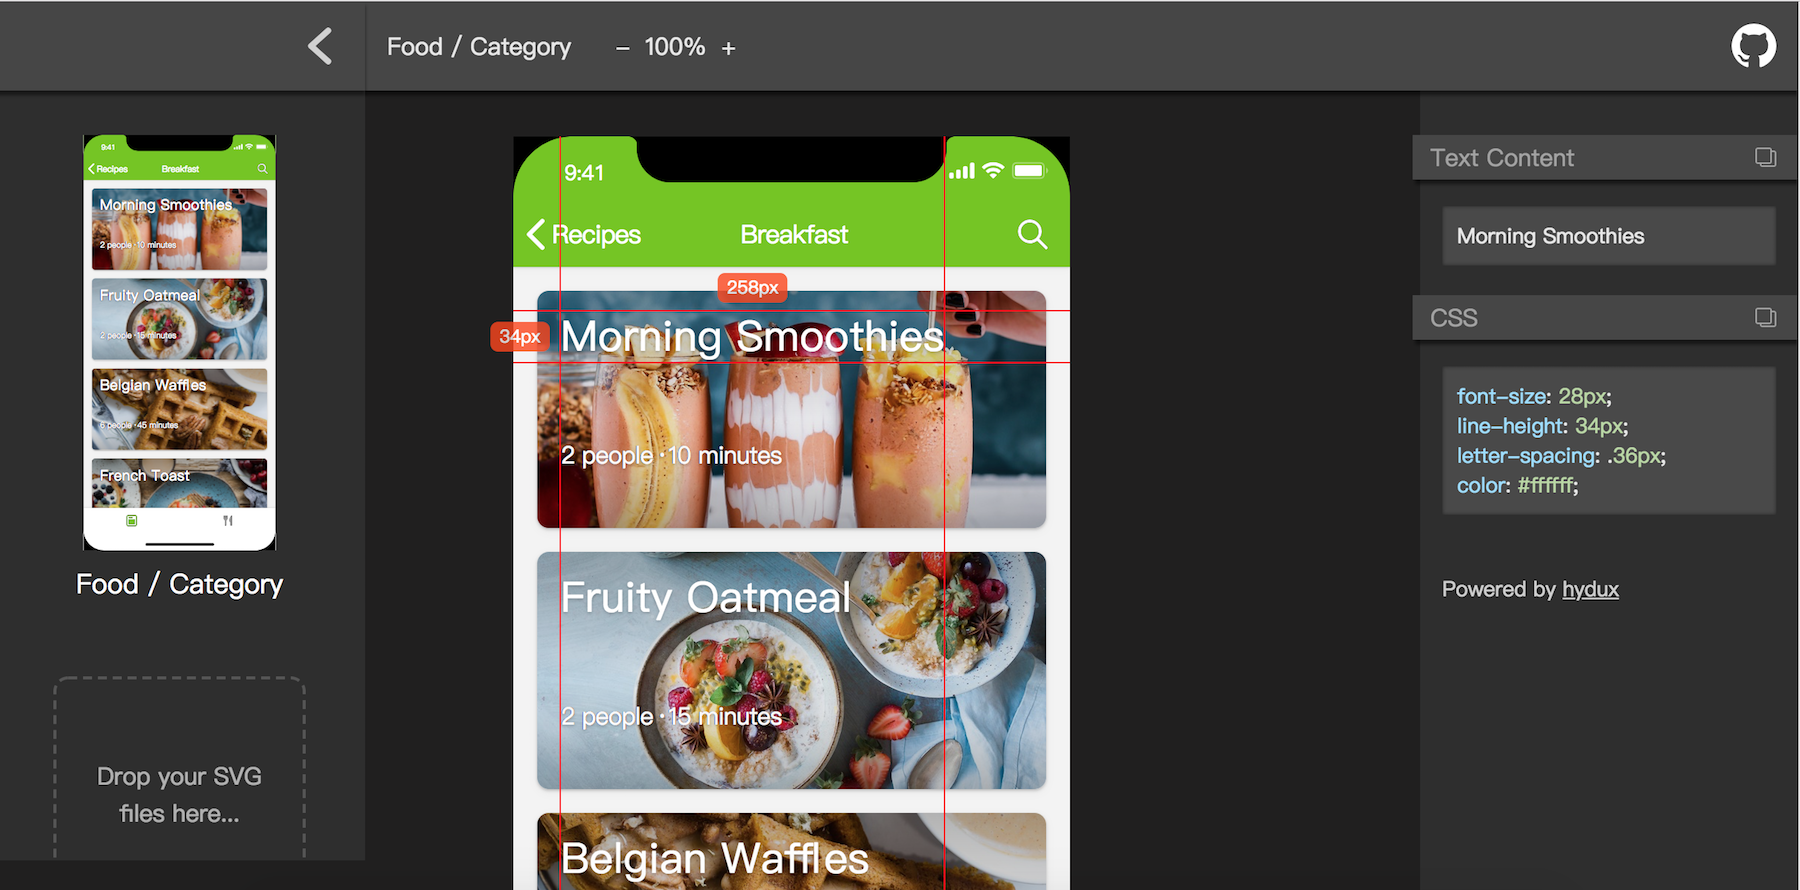 Food / Category
− 100% +
9:41
Recipes
Breakfast
Morning Smoothies
2 people · 10 minutes
Fruity Oatmeal
2 people · 15 minutes
Belgian Waffles
6 people · 45 minutes
French Toast
Food / Category
Drop your SVG
files here...
9:41
Recipes
Breakfast
258px
34px
Morning Smoothies
2 people · 10 minutes
Fruity Oatmeal
2 people · 15 minutes
Belgian Waffles
Text Content
Morning Smoothies
CSS
font-size: 28px;
line-height: 34px;
letter-spacing: .36px;
color: #ffffff;
Powered by hydux